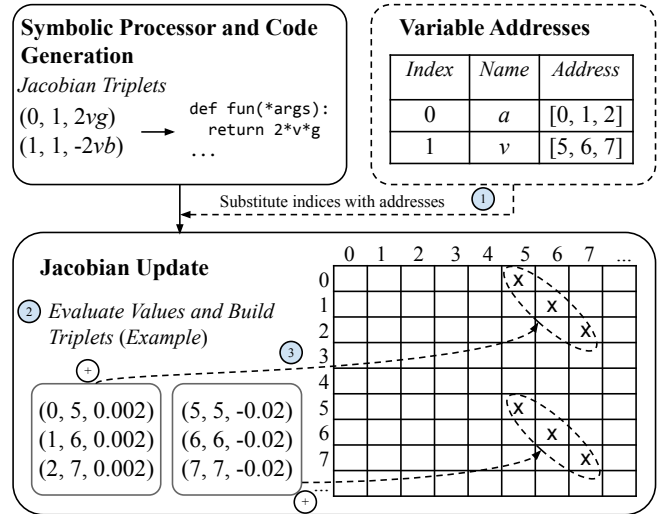 Symbolic Processor and Code
Generation
Jacobian Triplets
(0, 1, 2vg)
(1, 1, -2vb)
def fun(*args):
return 2*v*g
...
Variable Addresses
Index Name Address
0 a [0, 1, 2]
1 v [5, 6, 7]
Substitute indices with addresses 1
Jacobian Update
2 Evaluate Values and Build
Triplets (Example)
3
+
(0, 5, 0.002)
(1, 6, 0.002)
(2, 7, 0.002)
(5, 5, -0.02)
(6, 6, -0.02)
(7, 7, -0.02)
+
0 1 2 3 4 5 6 7 ...
0 x
1 x
2 x
3
4
5 x
6 x
7 x
...